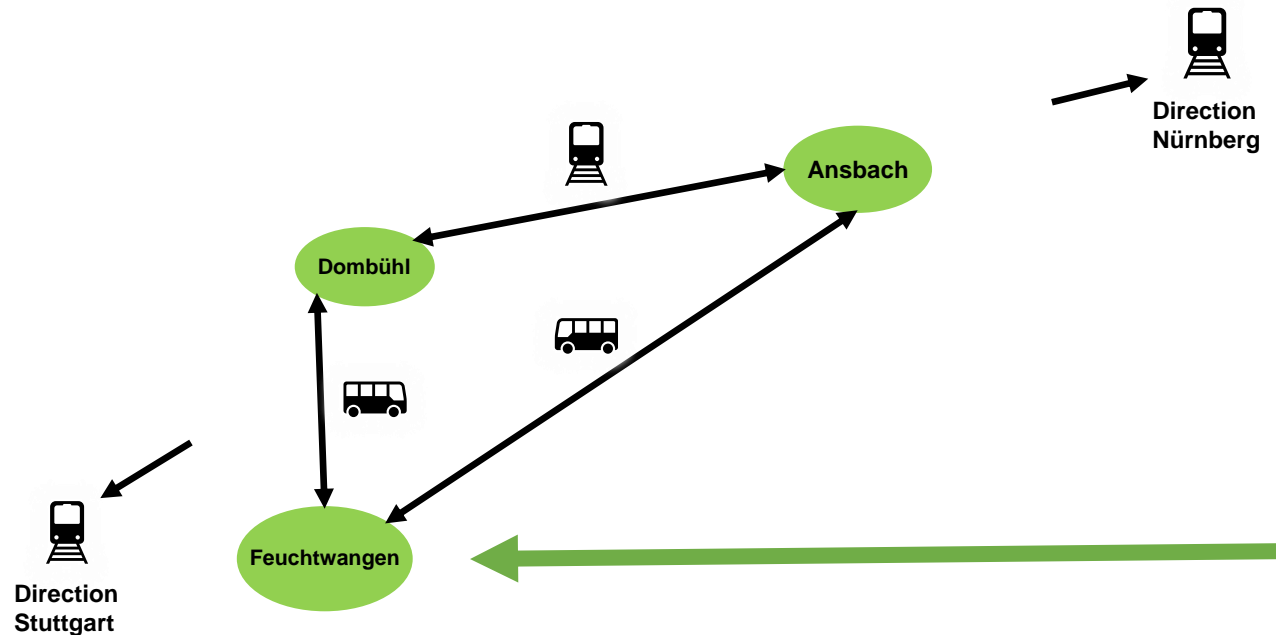 Direction
Nürnberg
Ansbach
Dombühl
Feuchtwangen
Direction
Stuttgart